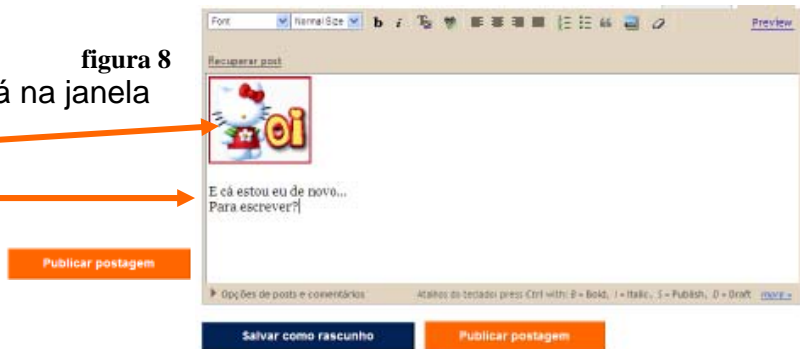 Font Normal Size b i Preview
figura 8
Recuperar post
á na janela
oi
E cá estou eu de novo...
Para escrever?
Publicar postagem
Opções de posts e comentários Atalhos do teclado: press Ctrl with: B = Bold, I = Italic, S = Publish, D = Draft more »
Salvar como rascunho Publicar postagem